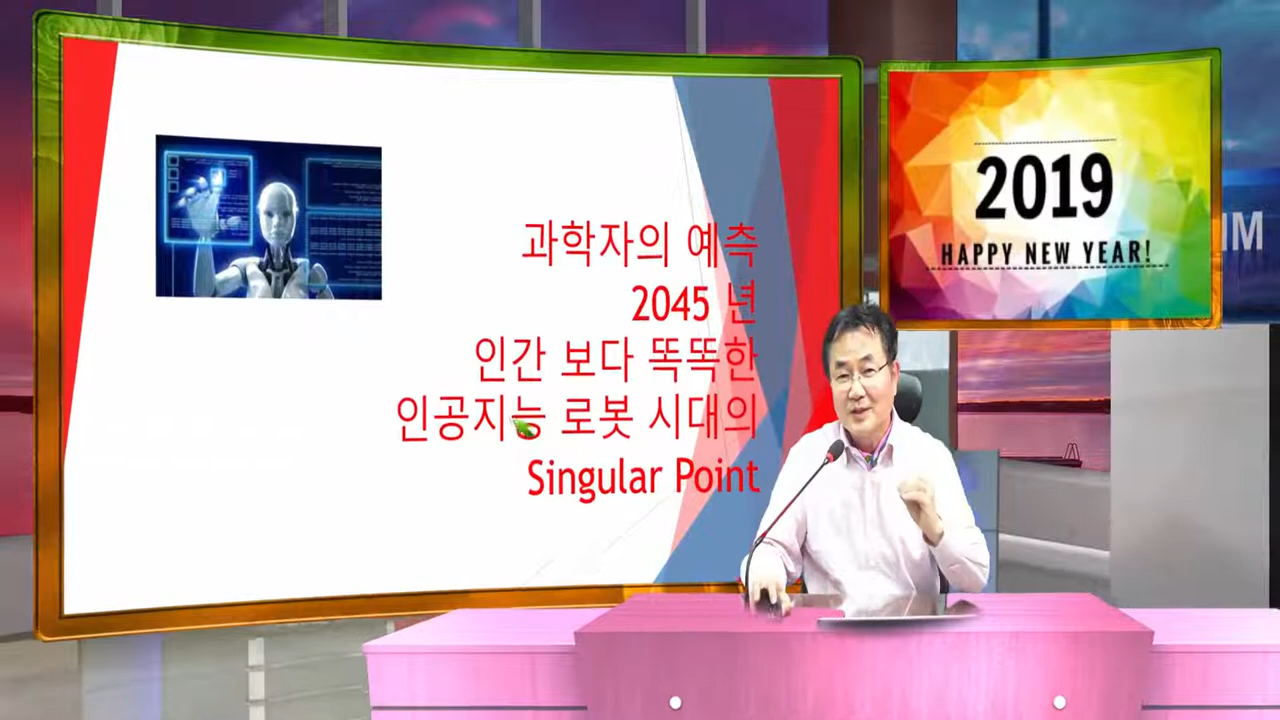 과학자의 예측
2045 년
인간 보다 똑똑한
인공지능 로봇 시대의
Singular Point
2019
HAPPY NEW YEAR!
IM